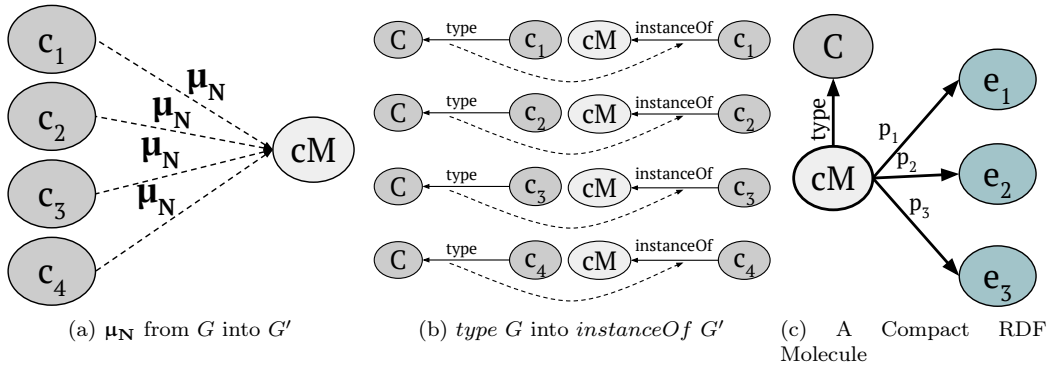 c1
c2
c3
c4
μN
μN
μN
μN
cM
(a) μN from G into G′
C type c1 cM instanceOf c1
C type c2 cM instanceOf c2
C type c3 cM instanceOf c3
C type c4 cM instanceOf c4
(b) type G into instanceOf G′
C
type
cM
p1
p2
p3
e1
e2
e3
(c) A Compact RDF
Molecule